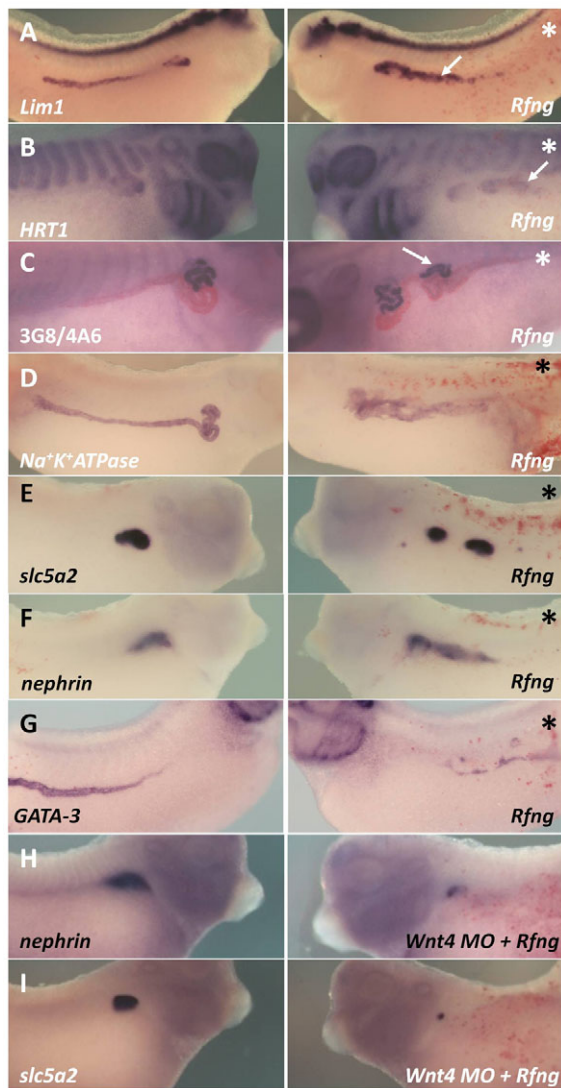 A *
Lim1 Rfng
B *
HRT1 Rfng
C *
3G8/4A6 Rfng
D *
Na⁺K⁺ATPase Rfng
E *
slc5a2 Rfng
F *
nephrin Rfng
G *
GATA-3 Rfng
H
nephrin Wnt4 MO + Rfng
I
slc5a2 Wnt4 MO + Rfng